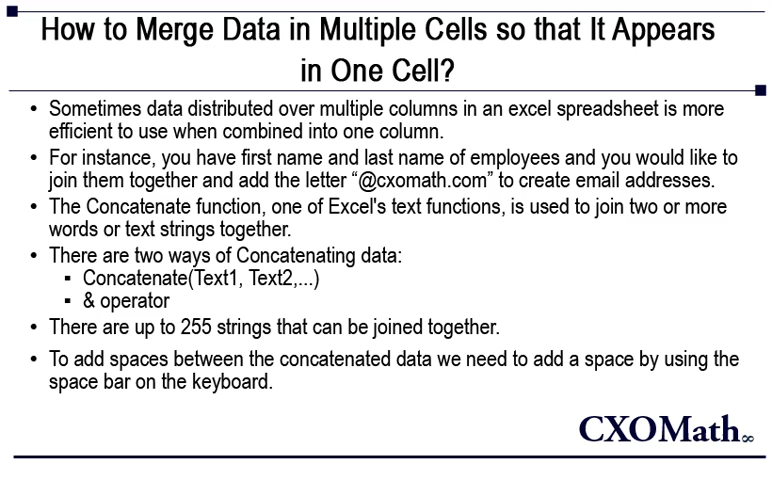 How to Merge Data in Multiple Cells so that It Appears
in One Cell?
• Sometimes data distributed over multiple columns in an excel spreadsheet is more
efficient to use when combined into one column.
• For instance, you have first name and last name of employees and you would like to
join them together and add the letter “@cxomath.com” to create email addresses.
• The Concatenate function, one of Excel's text functions, is used to join two or more
words or text strings together.
• There are two ways of Concatenating data:
▪ Concatenate(Text1, Text2,...)
▪ & operator
• There are up to 255 strings that can be joined together.
• To add spaces between the concatenated data we need to add a space by using the
space bar on the keyboard.
CXOMath∞